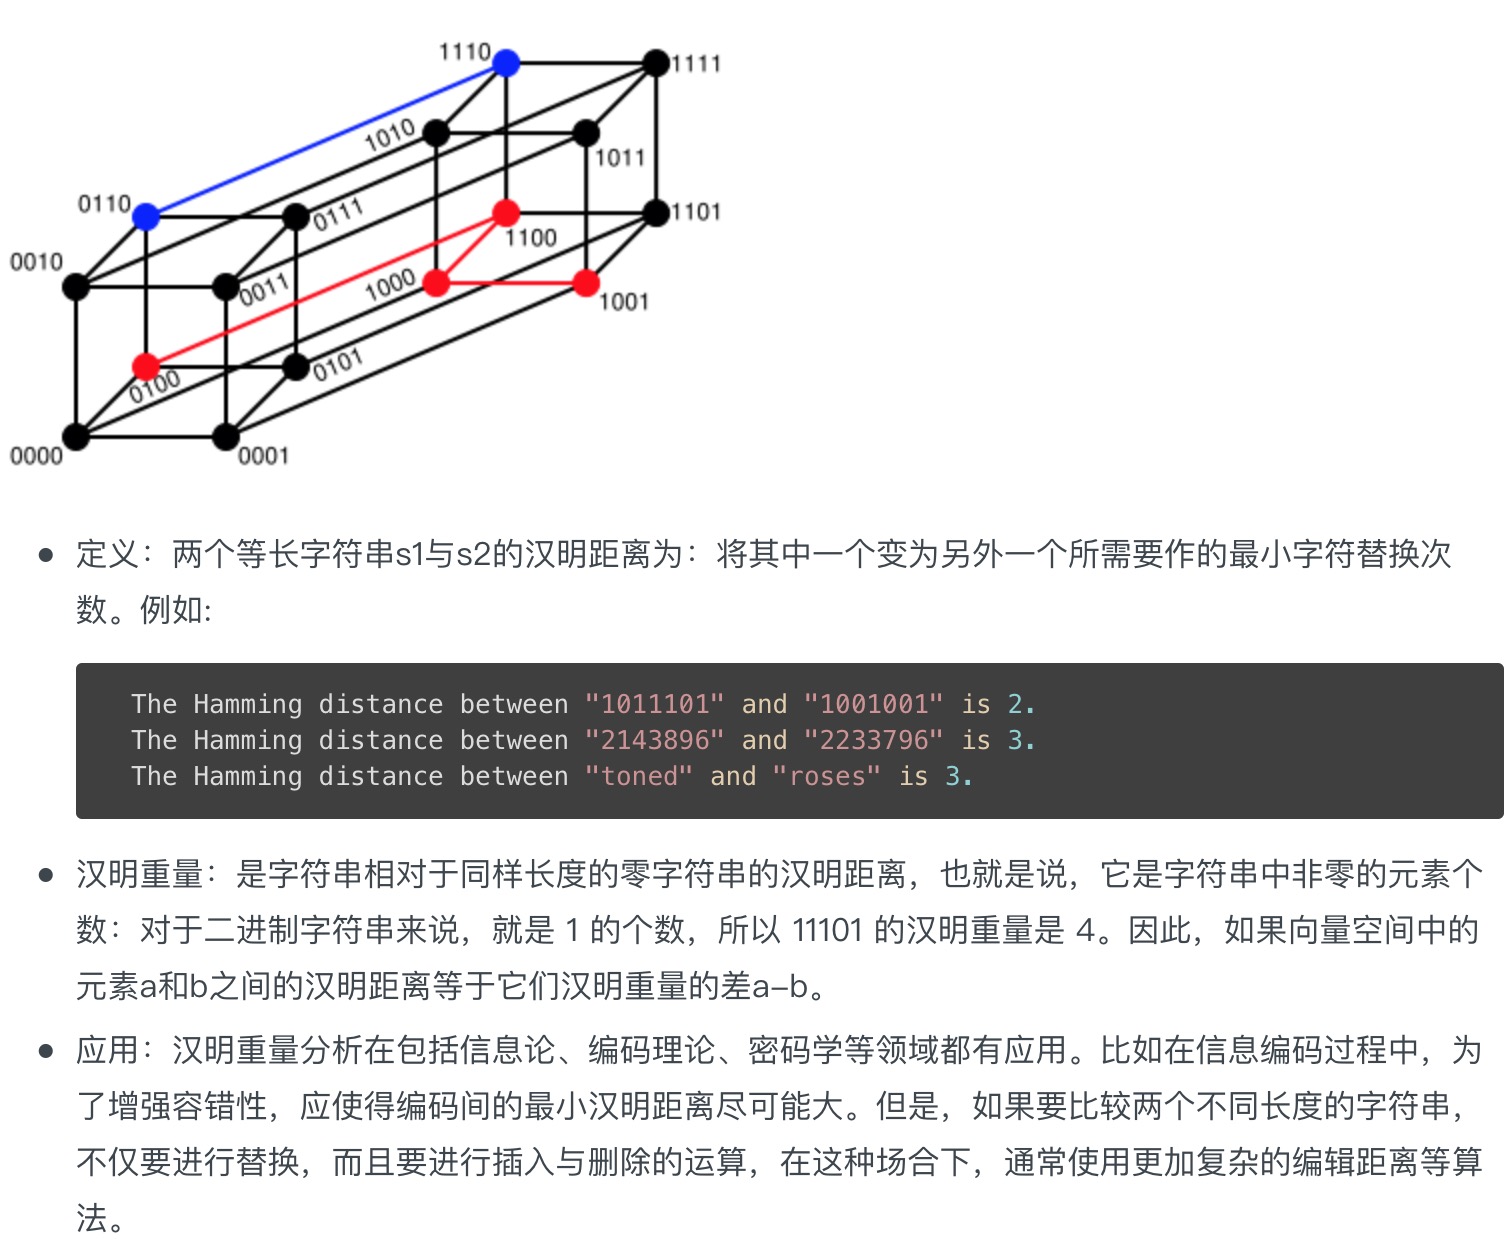 1110
1111
1010
1011
0110
0111
1101
1100
0010
0011
1000
1001
0101
0100
0000
0001
● 定义：两个等长字符串s1与s2的汉明距离为：将其中一个变为另外一个所需要作的最小字符替换次
数。例如:
The Hamming distance between "1011101" and "1001001" is 2.
The Hamming distance between "2143896" and "2233796" is 3.
The Hamming distance between "toned" and "roses" is 3.
● 汉明重量：是字符串相对于同样长度的零字符串的汉明距离，也就是说，它是字符串中非零的元素个
数：对于二进制字符串来说，就是 1 的个数，所以 11101 的汉明重量是 4。因此，如果向量空间中的
元素a和b之间的汉明距离等于它们汉明重量的差a–b。
● 应用：汉明重量分析在包括信息论、编码理论、密码学等领域都有应用。比如在信息编码过程中，为
了增强容错性，应使得编码间的最小汉明距离尽可能大。但是，如果要比较两个不同长度的字符串，
不仅要进行替换，而且要进行插入与删除的运算，在这种场合下，通常使用更加复杂的编辑距离等算
法。